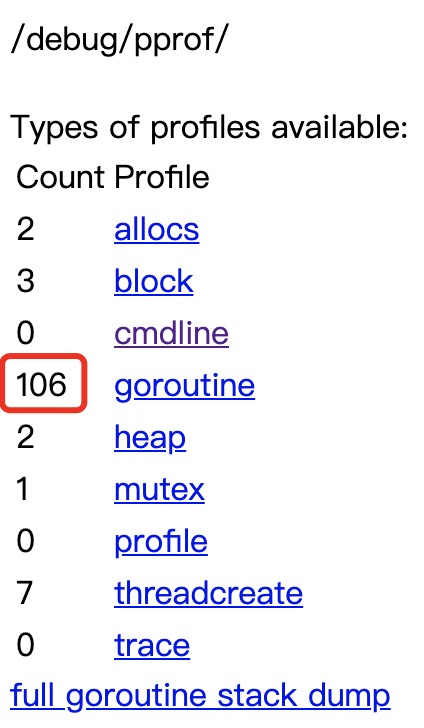 /debug/pprof/
Types of profiles available:
Count Profile
2 allocs
3 block
0 cmdline
106 goroutine
2 heap
1 mutex
0 profile
7 threadcreate
0 trace
full goroutine stack dump